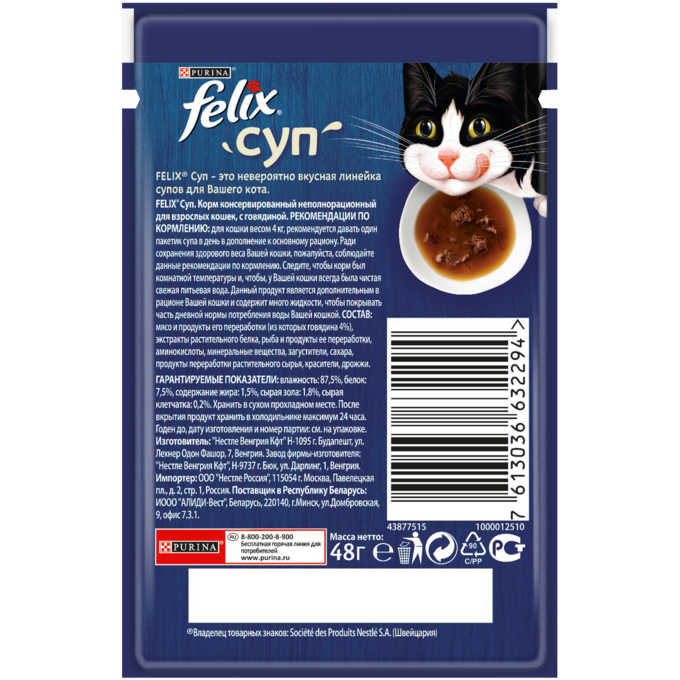 PURINA
felix®
суп
FELIX® Суп - это невероятно вкусная линейка
супов для Вашего кота.
FELIX® Суп. Корм консервированный неполнорационный
для взрослых кошек, с говядиной. РЕКОМЕНДАЦИИ ПО
КОРМЛЕНИЮ: для кошки весом 4 кг, рекомендуется давать один
пакетик супа в день в дополнение к основному рациону. Ради
сохранения здорового веса Вашей кошки, пожалуйста, соблюдайте
данные рекомендации по кормлению. Следите, чтобы корм был
комнатной температуры и, чтобы, у Вашей кошки всегда была чистая
свежая питьевая вода. Данный продукт является дополнительным в
рационе Вашей кошки и содержит много жидкости, чтобы покрывать
часть дневной нормы потребления воды Вашей кошкой. СОСТАВ:
мясо и продукты его переработки (из которых говядина 4%),
экстракты растительного белка, рыба и продукты ее переработки,
аминокислоты, минеральные вещества, загустители, сахара,
продукты переработки растительного сырья, красители, дрожжи.
ГАРАНТИРУЕМЫЕ ПОКАЗАТЕЛИ: влажность: 87,5%, белок:
7,5%, содержание жира: 1,5%, сырая зола: 1,8%, сырая
клетчатка: 0,2%. Хранить в сухом прохладном месте. После
вскрытия продукт хранить в холодильнике максимум 24 часа.
Годен до, дату изготовления и номер партии: см. на упаковке.
Изготовитель: "Нестле Венгрия Кфт" H-1095 г. Будапешт, ул.
Лехнер Одон Фашор, 7, Венгрия. Завод фирмы-изготовителя:
"Нестле Венгрия Кфт", H-9737 г. Бюк, ул. Дарлинг, 1, Венгрия.
Импортер: ООО "Нестле Россия", 115054 г. Москва, Павелецкая
пл., д. 2, стр. 1, Россия. Поставщик в Республику Беларусь:
ИООО "АЛИДИ-Вест", Беларусь, 220140, г.Минск, ул.Домбровская,
9, офис 7.3.1.
7 613036 632294>
43877515
1000012510
PURINA
RU 8-800-200-8-900
Бесплатная горячая линия для
потребителей
www.purina.ru
Масса нетто:
48г ℮
90
C/PP
РСТ
®Владелец товарных знаков: Société des Produits Nestlé S.A. (Швейцария)